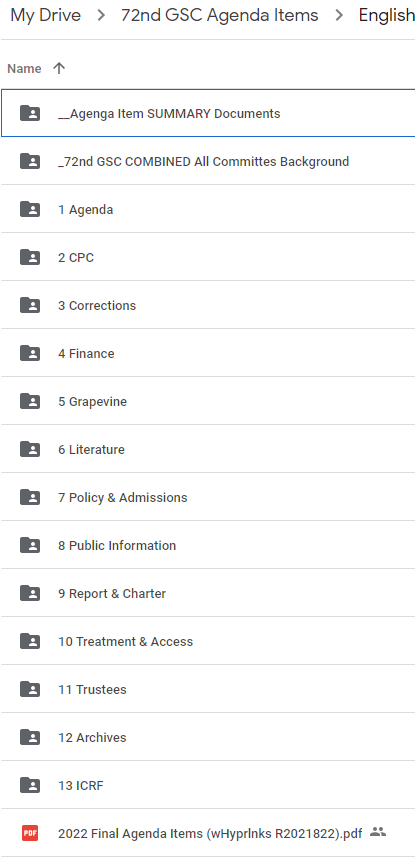 My Drive > 72nd GSC Agenda Items > English
Name ↑
__Agenga Item SUMMARY Documents
_72nd GSC COMBINED All Committes Background
1 Agenda
2 CPC
3 Corrections
4 Finance
5 Grapevine
6 Literature
7 Policy & Admissions
8 Public Information
9 Report & Charter
10 Treatment & Access
11 Trustees
12 Archives
13 ICRF
PDF 2022 Final Agenda Items (wHyprlnks R2021822).pdf